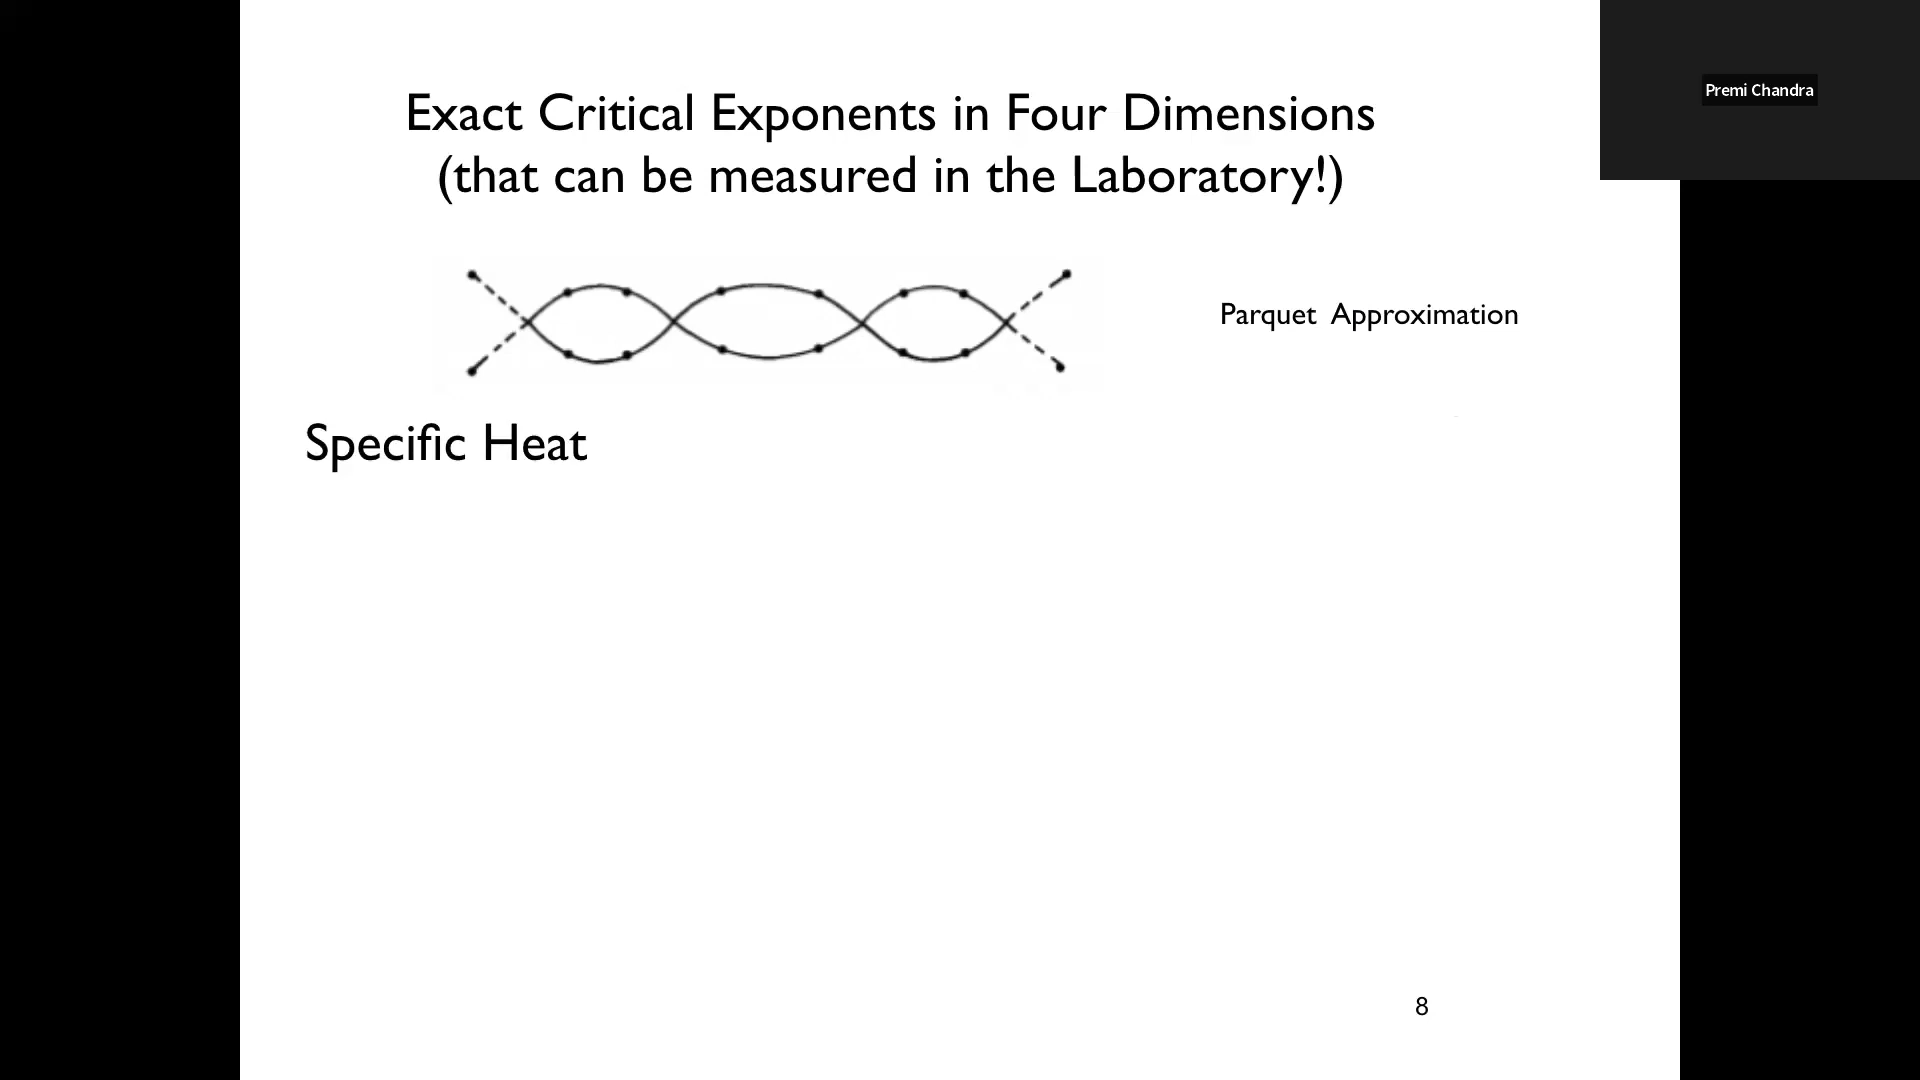 Exact Critical Exponents in Four Dimensions
(that can be measured in the Laboratory!)
Premi Chandra
Parquet Approximation
Specific Heat
8